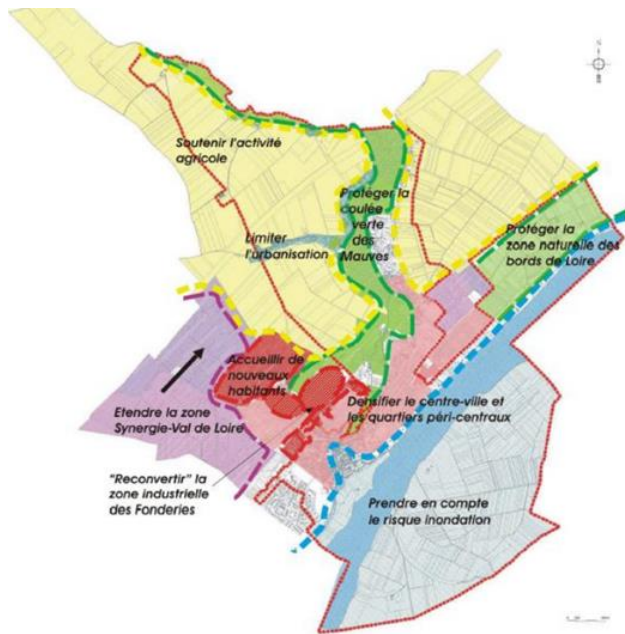 Soutenir l'activité
agricole
Protéger la
coulée
verte
des
Mauves
Protéger la
zone naturelle des
bords de Loire
Limiter
l'urbanisation
Accueillir de
nouveaux
habitants
Densifier le centre-ville et
les quartiers péri-centraux
Etendre la zone
Synergie-Val de Loire
"Reconvertir" la
zone industrielle
des Fonderies
Prendre en compte
le risque inondation